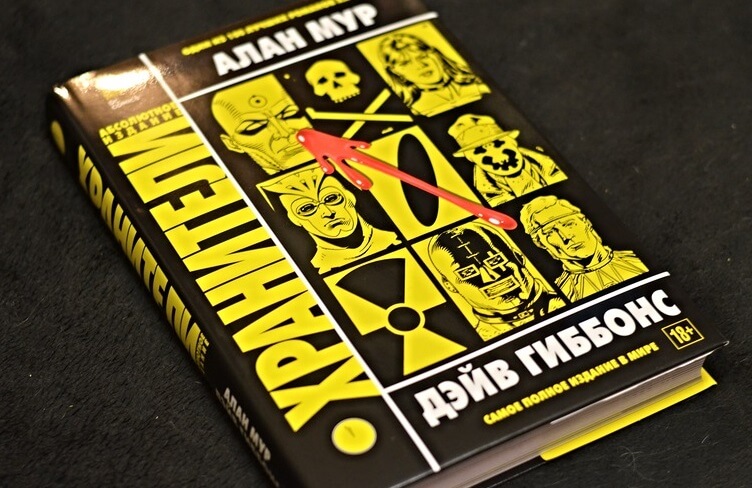 ОДИН ИЗ 100 ЛУЧШИХ РОМАНОВ
АЛАН МУР
АБСОЛЮТНОЕ
ИЗДАНИЕ
ХРАНИТЕЛИ
ДЭЙВ ГИББОНС
18+
САМОЕ ПОЛНОЕ ИЗДАНИЕ В МИРЕ
ХРАНИТЕЛИ
АЛАН МУР